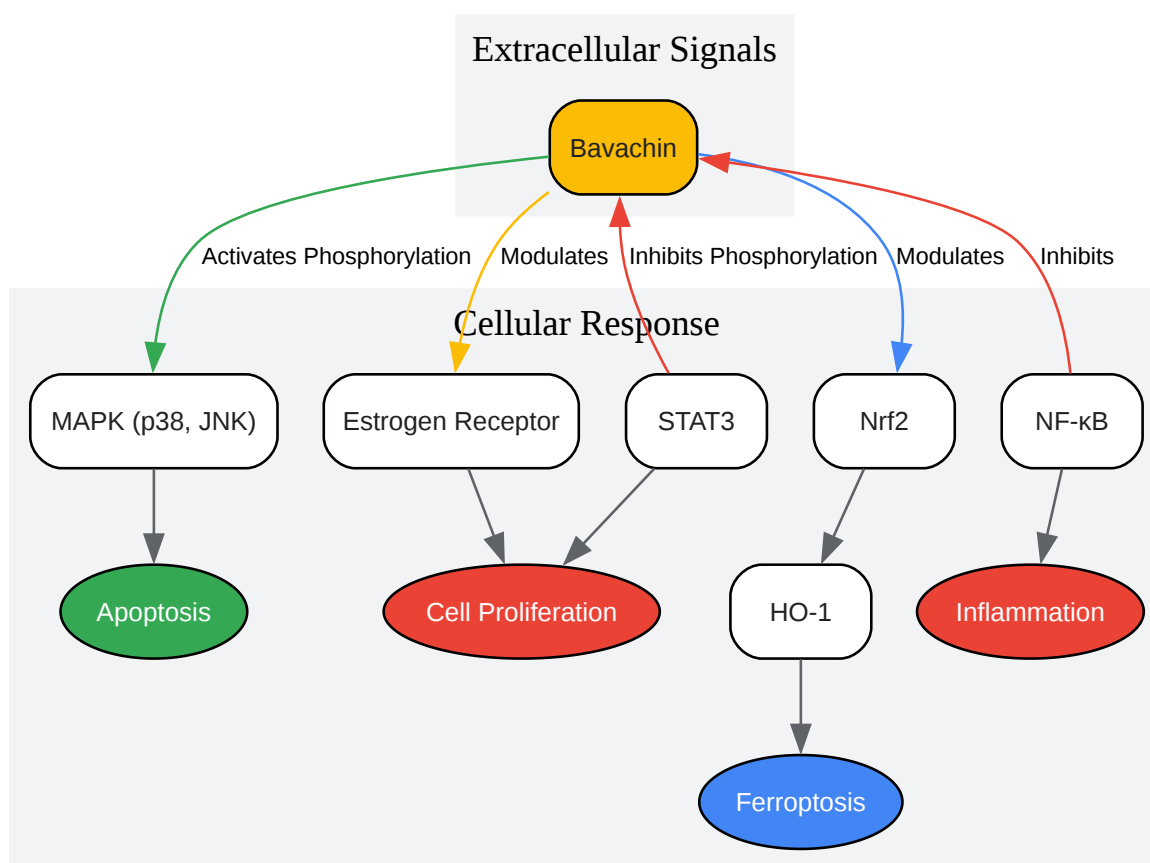 Extracellular Signals
Bavachin
Activates Phosphorylation
Modulates
Inhibits Phosphorylation
Modulates
Inhibits
Cellular Response
MAPK (p38, JNK)
Estrogen Receptor
STAT3
Nrf2
NF-κB
Apoptosis
Cell Proliferation
HO-1
Inflammation
Ferroptosis